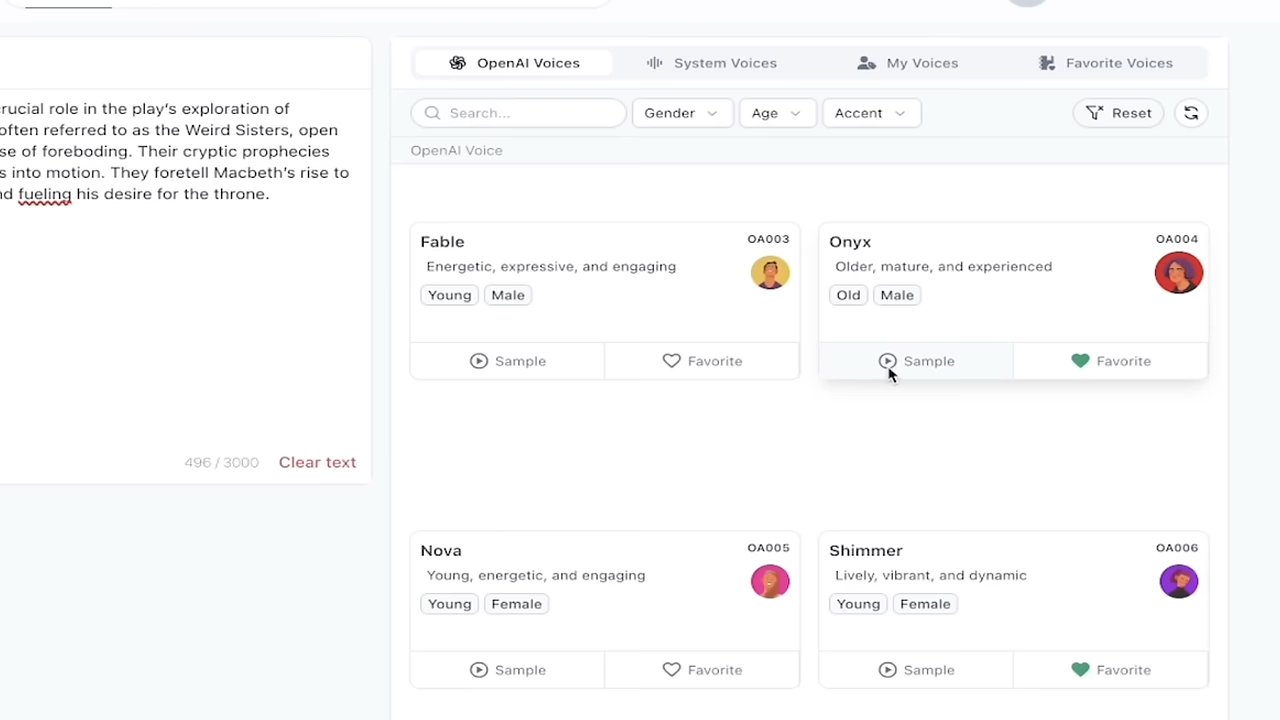 crucial role in the play's exploration of
often referred to as the Weird Sisters, open
se of foreboding. Their cryptic prophecies
s into motion. They foretell Macbeth's rise to
nd fueling his desire for the throne.
496 / 3000 Clear text
OpenAI Voices System Voices My Voices Favorite Voices
Search... Gender Age Accent Reset
OpenAI Voice
Fable OA003
Energetic, expressive, and engaging
Young Male
Sample Favorite
Onyx OA004
Older, mature, and experienced
Old Male
Sample Favorite
Nova OA005
Young, energetic, and engaging
Young Female
Sample Favorite
Shimmer OA006
Lively, vibrant, and dynamic
Young Female
Sample Favorite